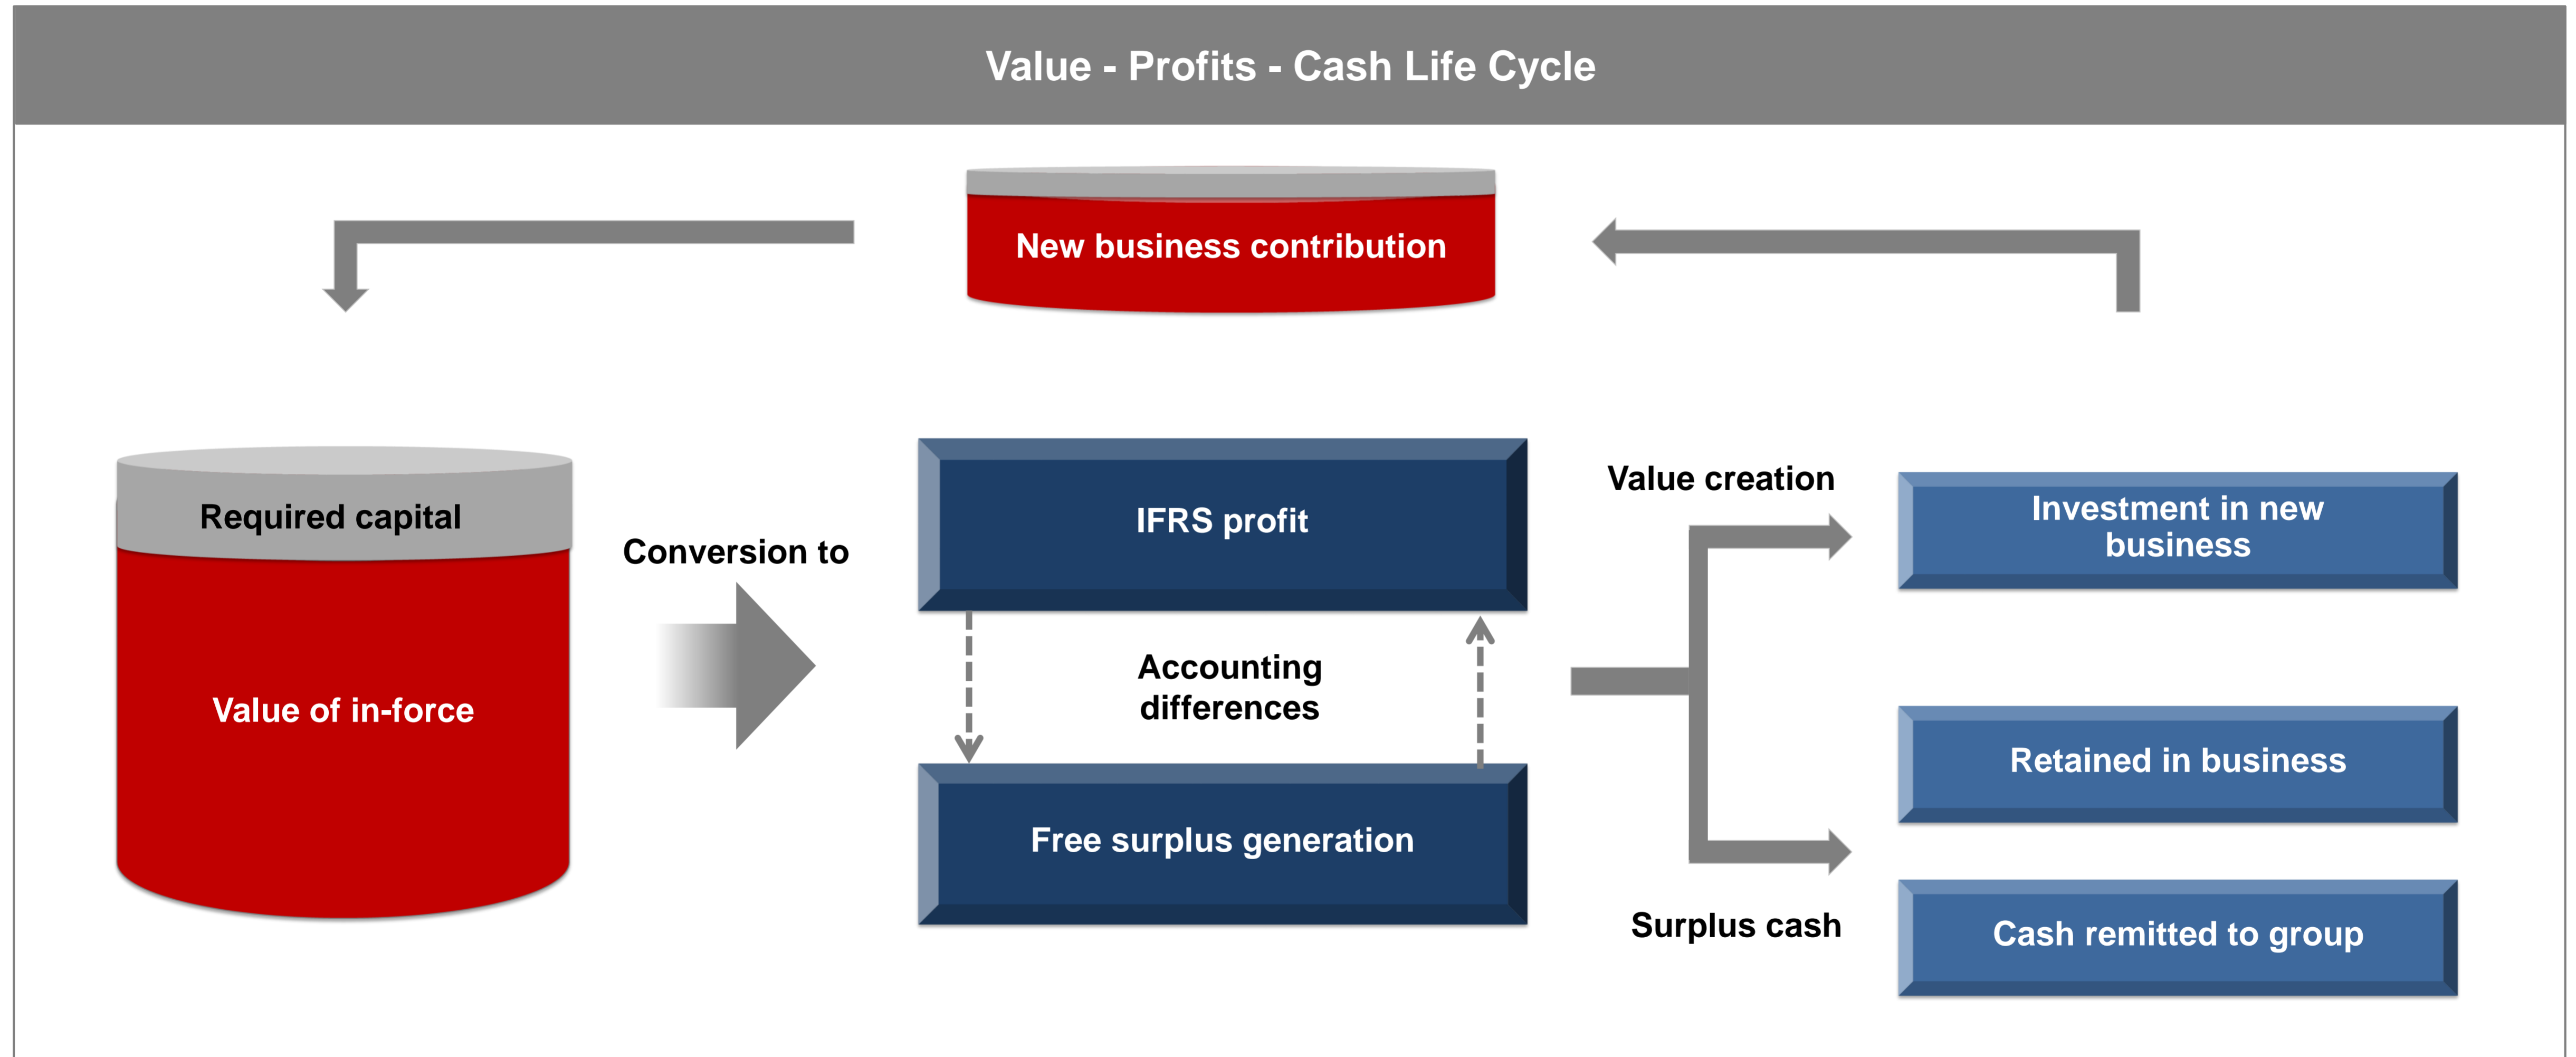 Value - Profits - Cash Life Cycle
New business contribution
Required capital
Value of in-force
Conversion to
IFRS profit
Accounting
differences
Free surplus generation
Value creation
Surplus cash
Investment in new
business
Retained in business
Cash remitted to group